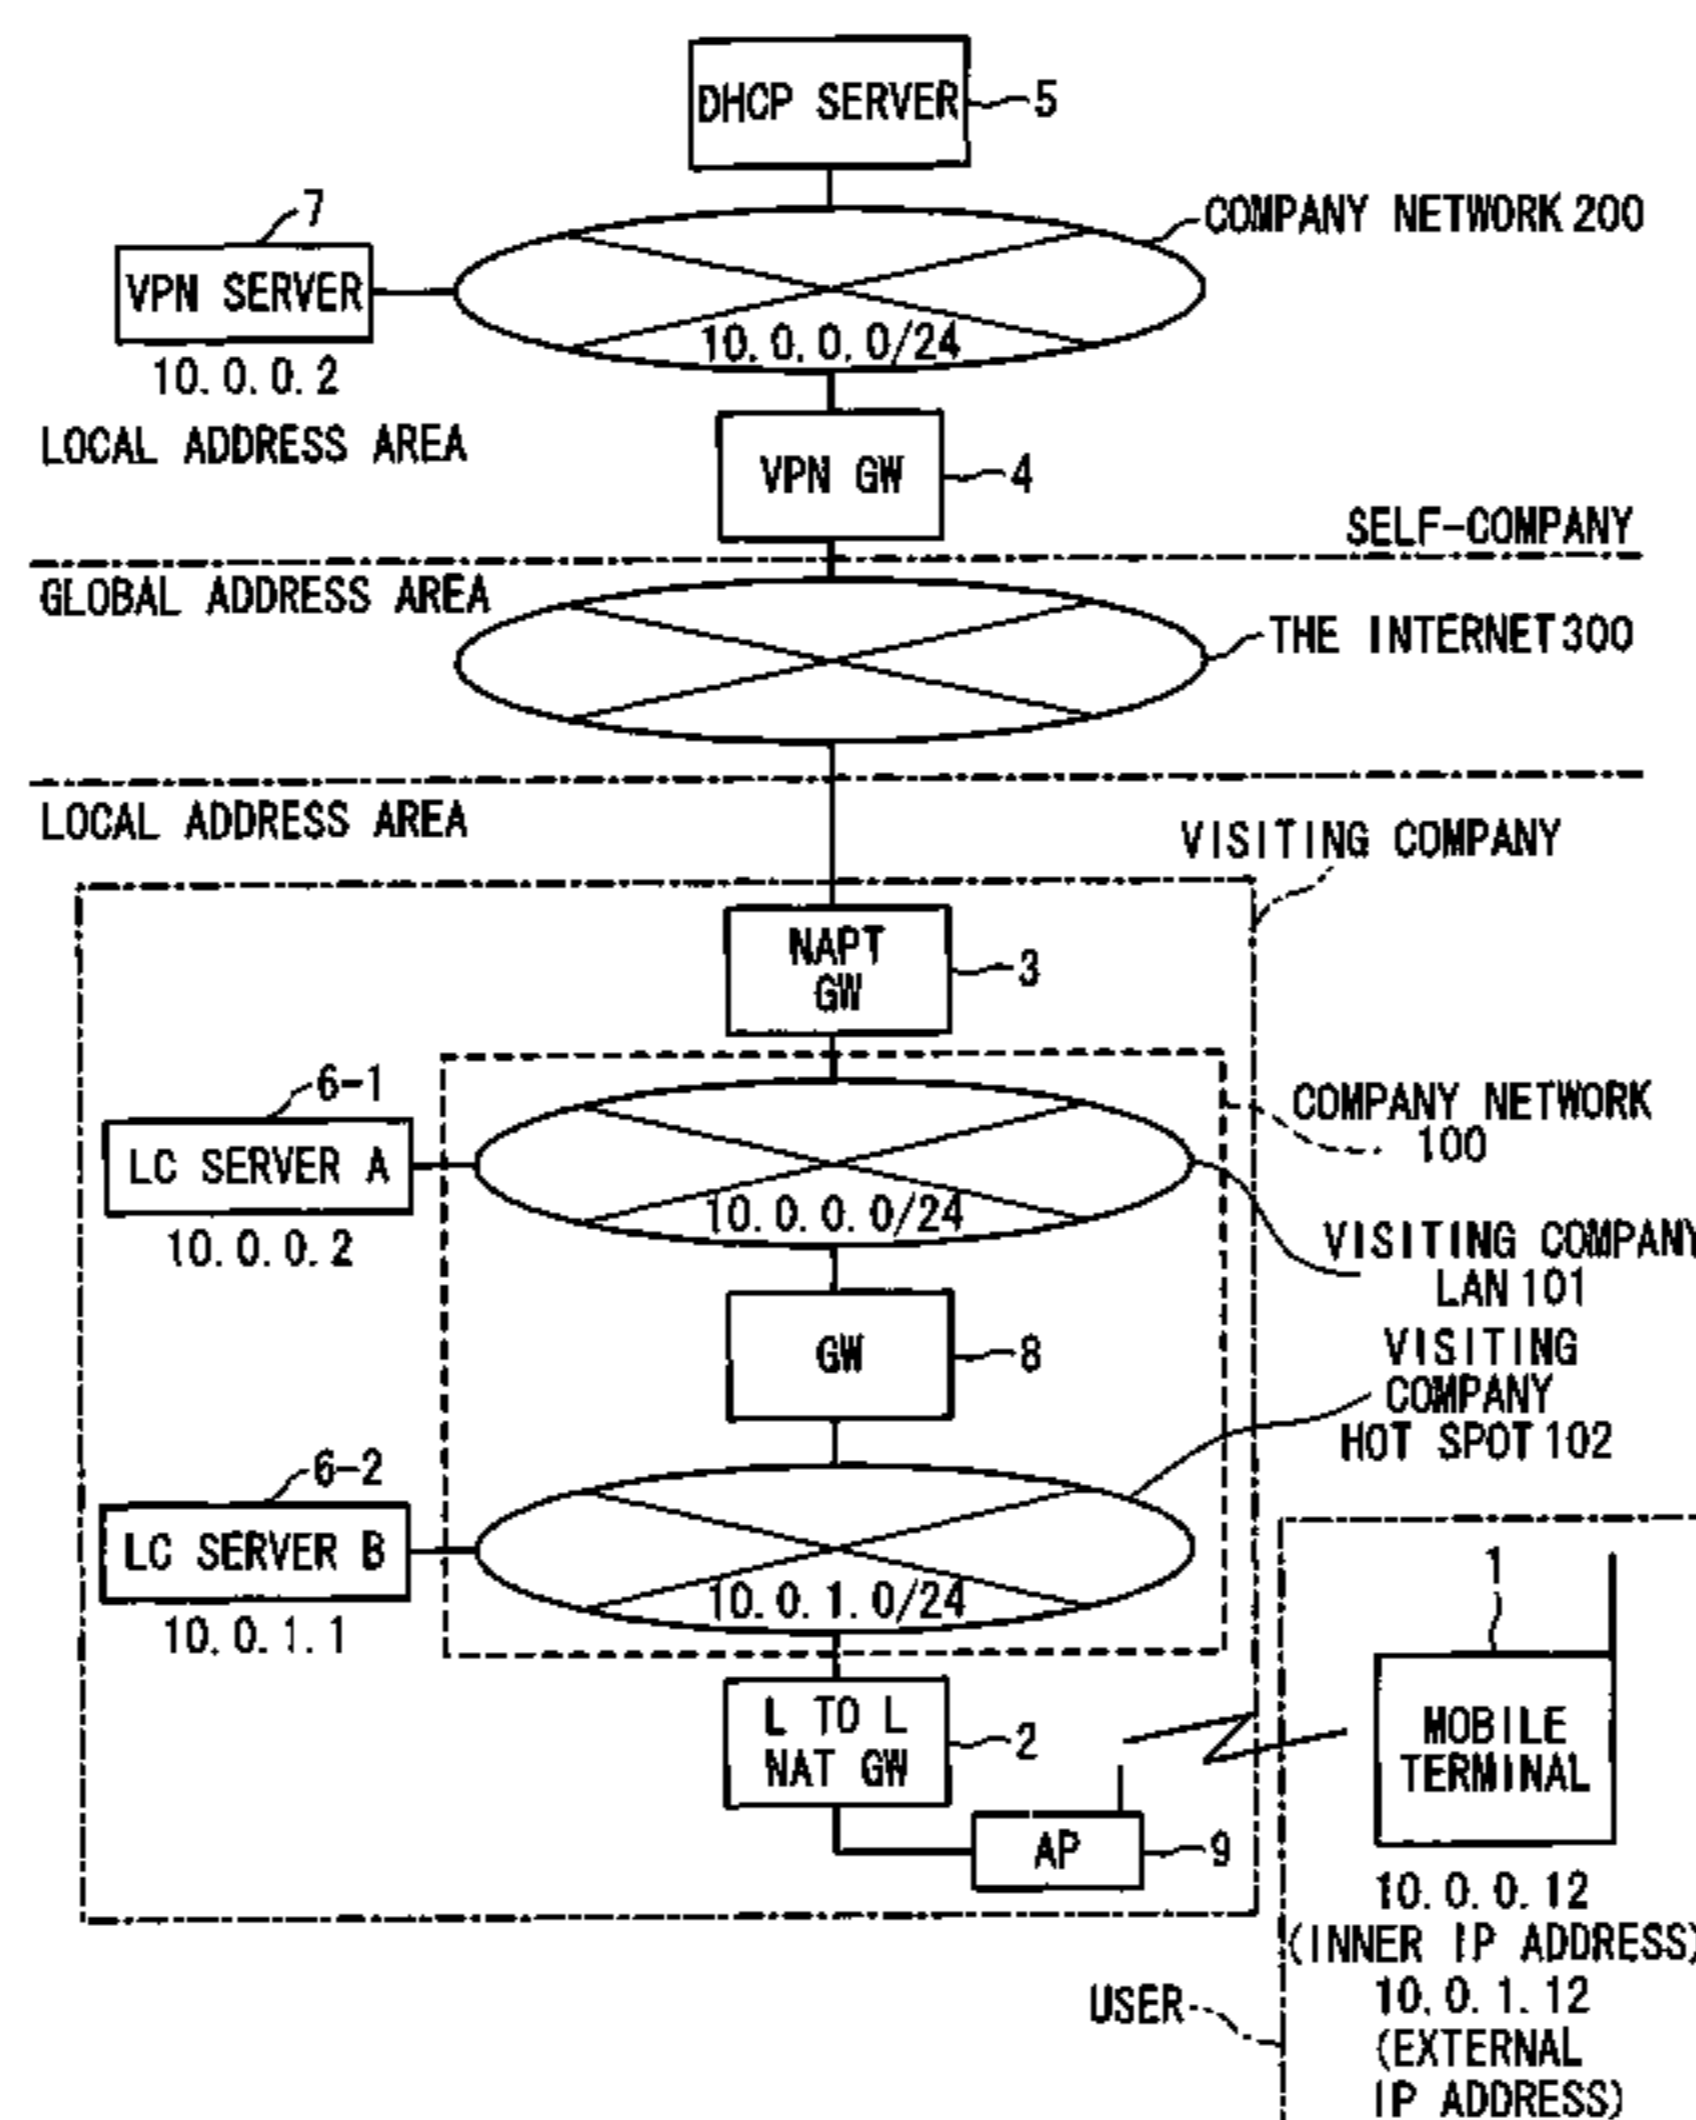 DHCP SERVER
5
7
COMPANY NETWORK 200
VPN SERVER
10.0.0.0/24
10.0.0.2
LOCAL ADDRESS AREA
VPN GW
4
SELF-COMPANY
GLOBAL ADDRESS AREA
THE INTERNET 300
LOCAL ADDRESS AREA
VISITING COMPANY
NAPT
GW
3
6-1
COMPANY NETWORK
100
LC SERVER A
10.0.0.0/24
10.0.0.2
VISITING COMPANY
LAN 101
GW
8
VISITING
COMPANY
HOT SPOT 102
6-2
LC SERVER B
10.0.1.0/24
10.0.1.1
1
L TO L
NAT GW
2
MOBILE
TERMINAL
AP
9
10.0.0.12
(INNER IP ADDRESS)
10.0.1.12
(EXTERNAL
IP ADDRESS)
USER